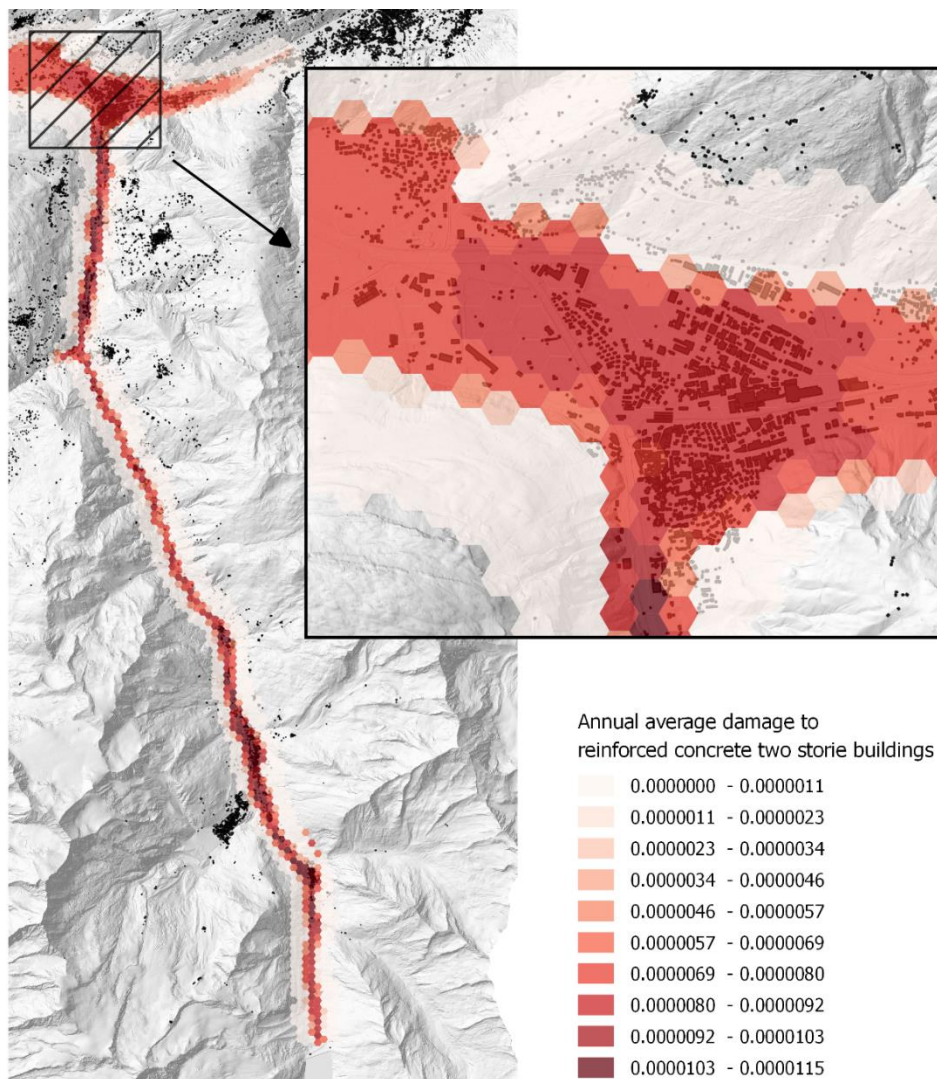 Annual average damage to
reinforced concrete two storie buildings
0.0000000 - 0.0000011
0.0000011 - 0.0000023
0.0000023 - 0.0000034
0.0000034 - 0.0000046
0.0000046 - 0.0000057
0.0000057 - 0.0000069
0.0000069 - 0.0000080
0.0000080 - 0.0000092
0.0000092 - 0.0000103
0.0000103 - 0.0000115